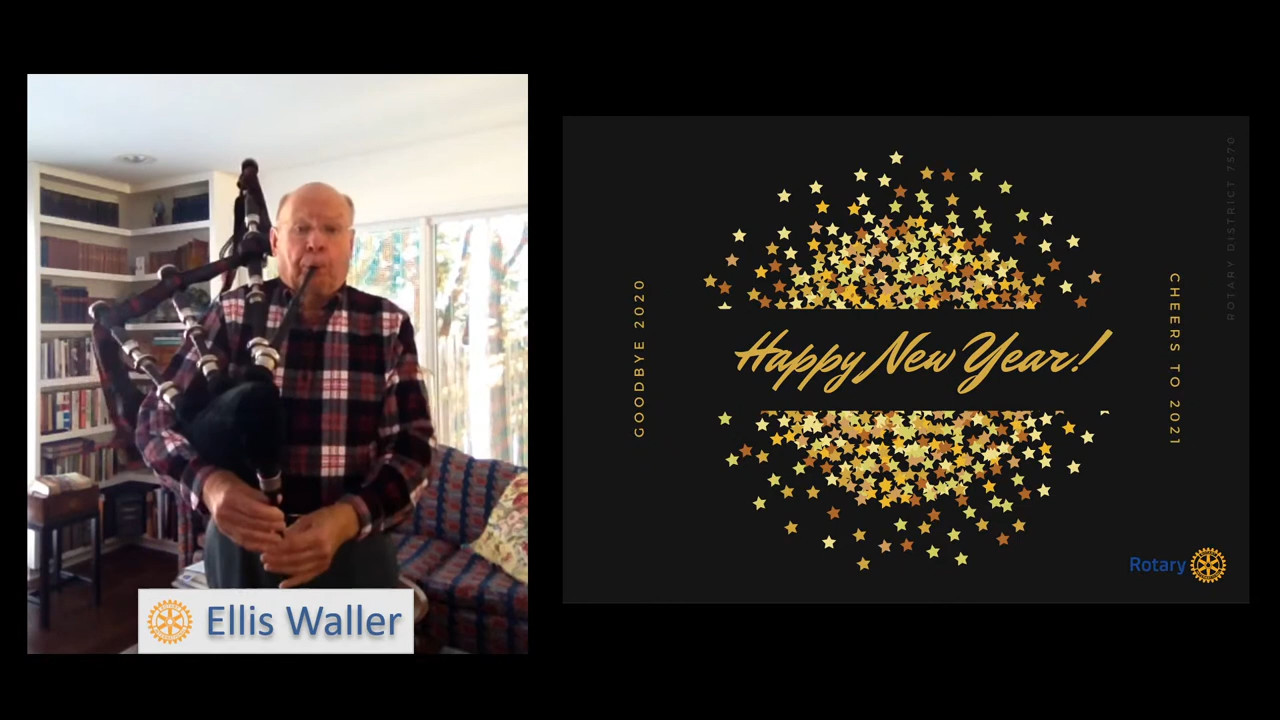 Ellis Waller
GOODBYE 2020
Happy New Year!
CHEERS TO 2021
ROTARY DISTRICT 7570
Rotary